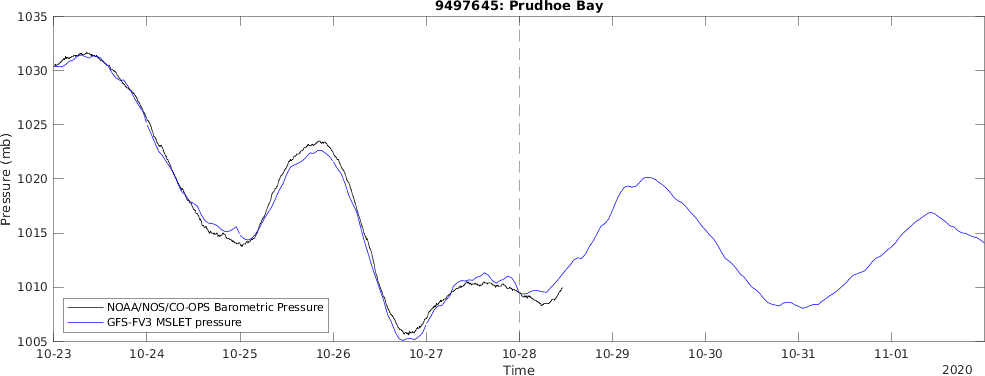 9497645: Prudhoe Bay
1035
1030
1025
1020
1015
1010
1005
Pressure (mb)
NOAA/NOS/CO-OPS Barometric Pressure
GFS-FV3 MSLET pressure
10-23 10-24 10-25 10-26 10-27 10-28 10-29 10-30 10-31 11-01
Time
2020